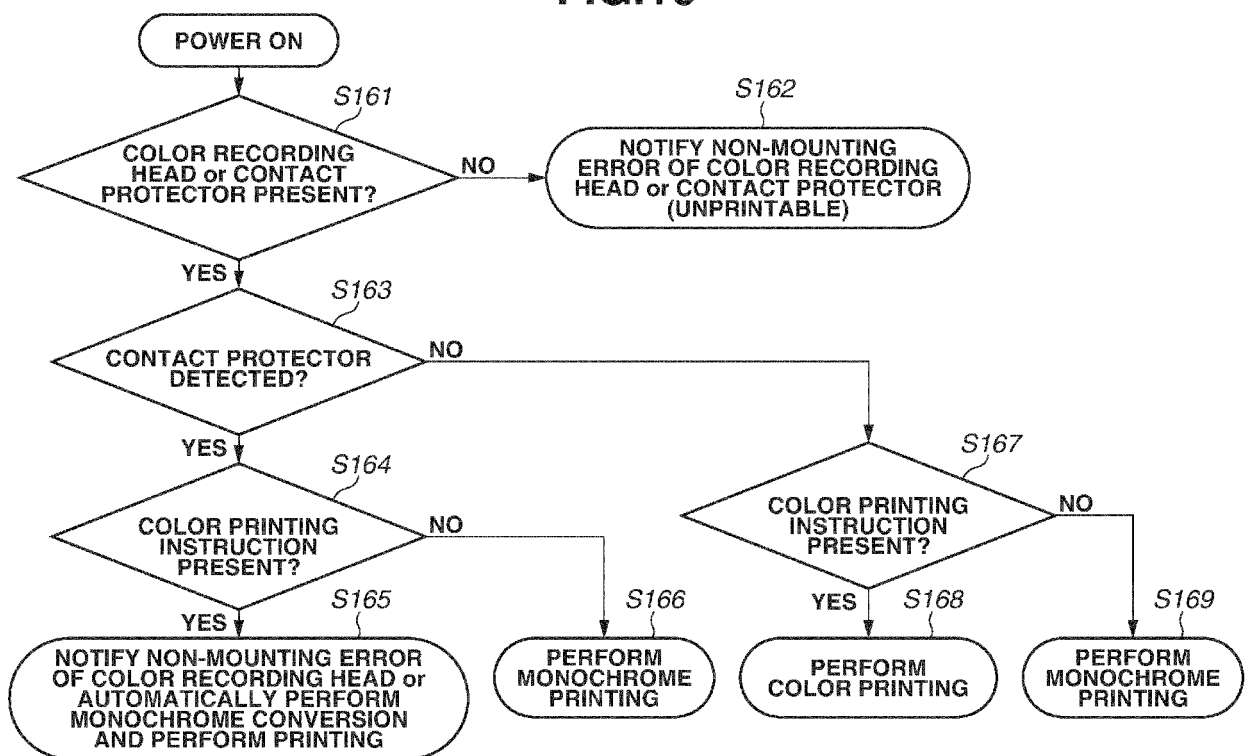 POWER ON
S161
COLOR RECORDING
HEAD or CONTACT
PROTECTOR PRESENT?
NO
S162
NOTIFY NON-MOUNTING
ERROR OF COLOR RECORDING
HEAD or CONTACT PROTECTOR
(UNPRINTABLE)
YES
S163
CONTACT PROTECTOR
DETECTED?
NO
YES
S164
COLOR PRINTING
INSTRUCTION
PRESENT?
NO
S167
COLOR PRINTING
INSTRUCTION
PRESENT?
NO
YES
S165
NOTIFY NON-MOUNTING ERROR
OF COLOR RECORDING HEAD or
AUTOMATICALLY PERFORM
MONOCHROME CONVERSION
AND PERFORM PRINTING
S166
PERFORM
MONOCHROME
PRINTING
YES
S168
PERFORM
COLOR PRINTING
S169
PERFORM
MONOCHROME
PRINTING